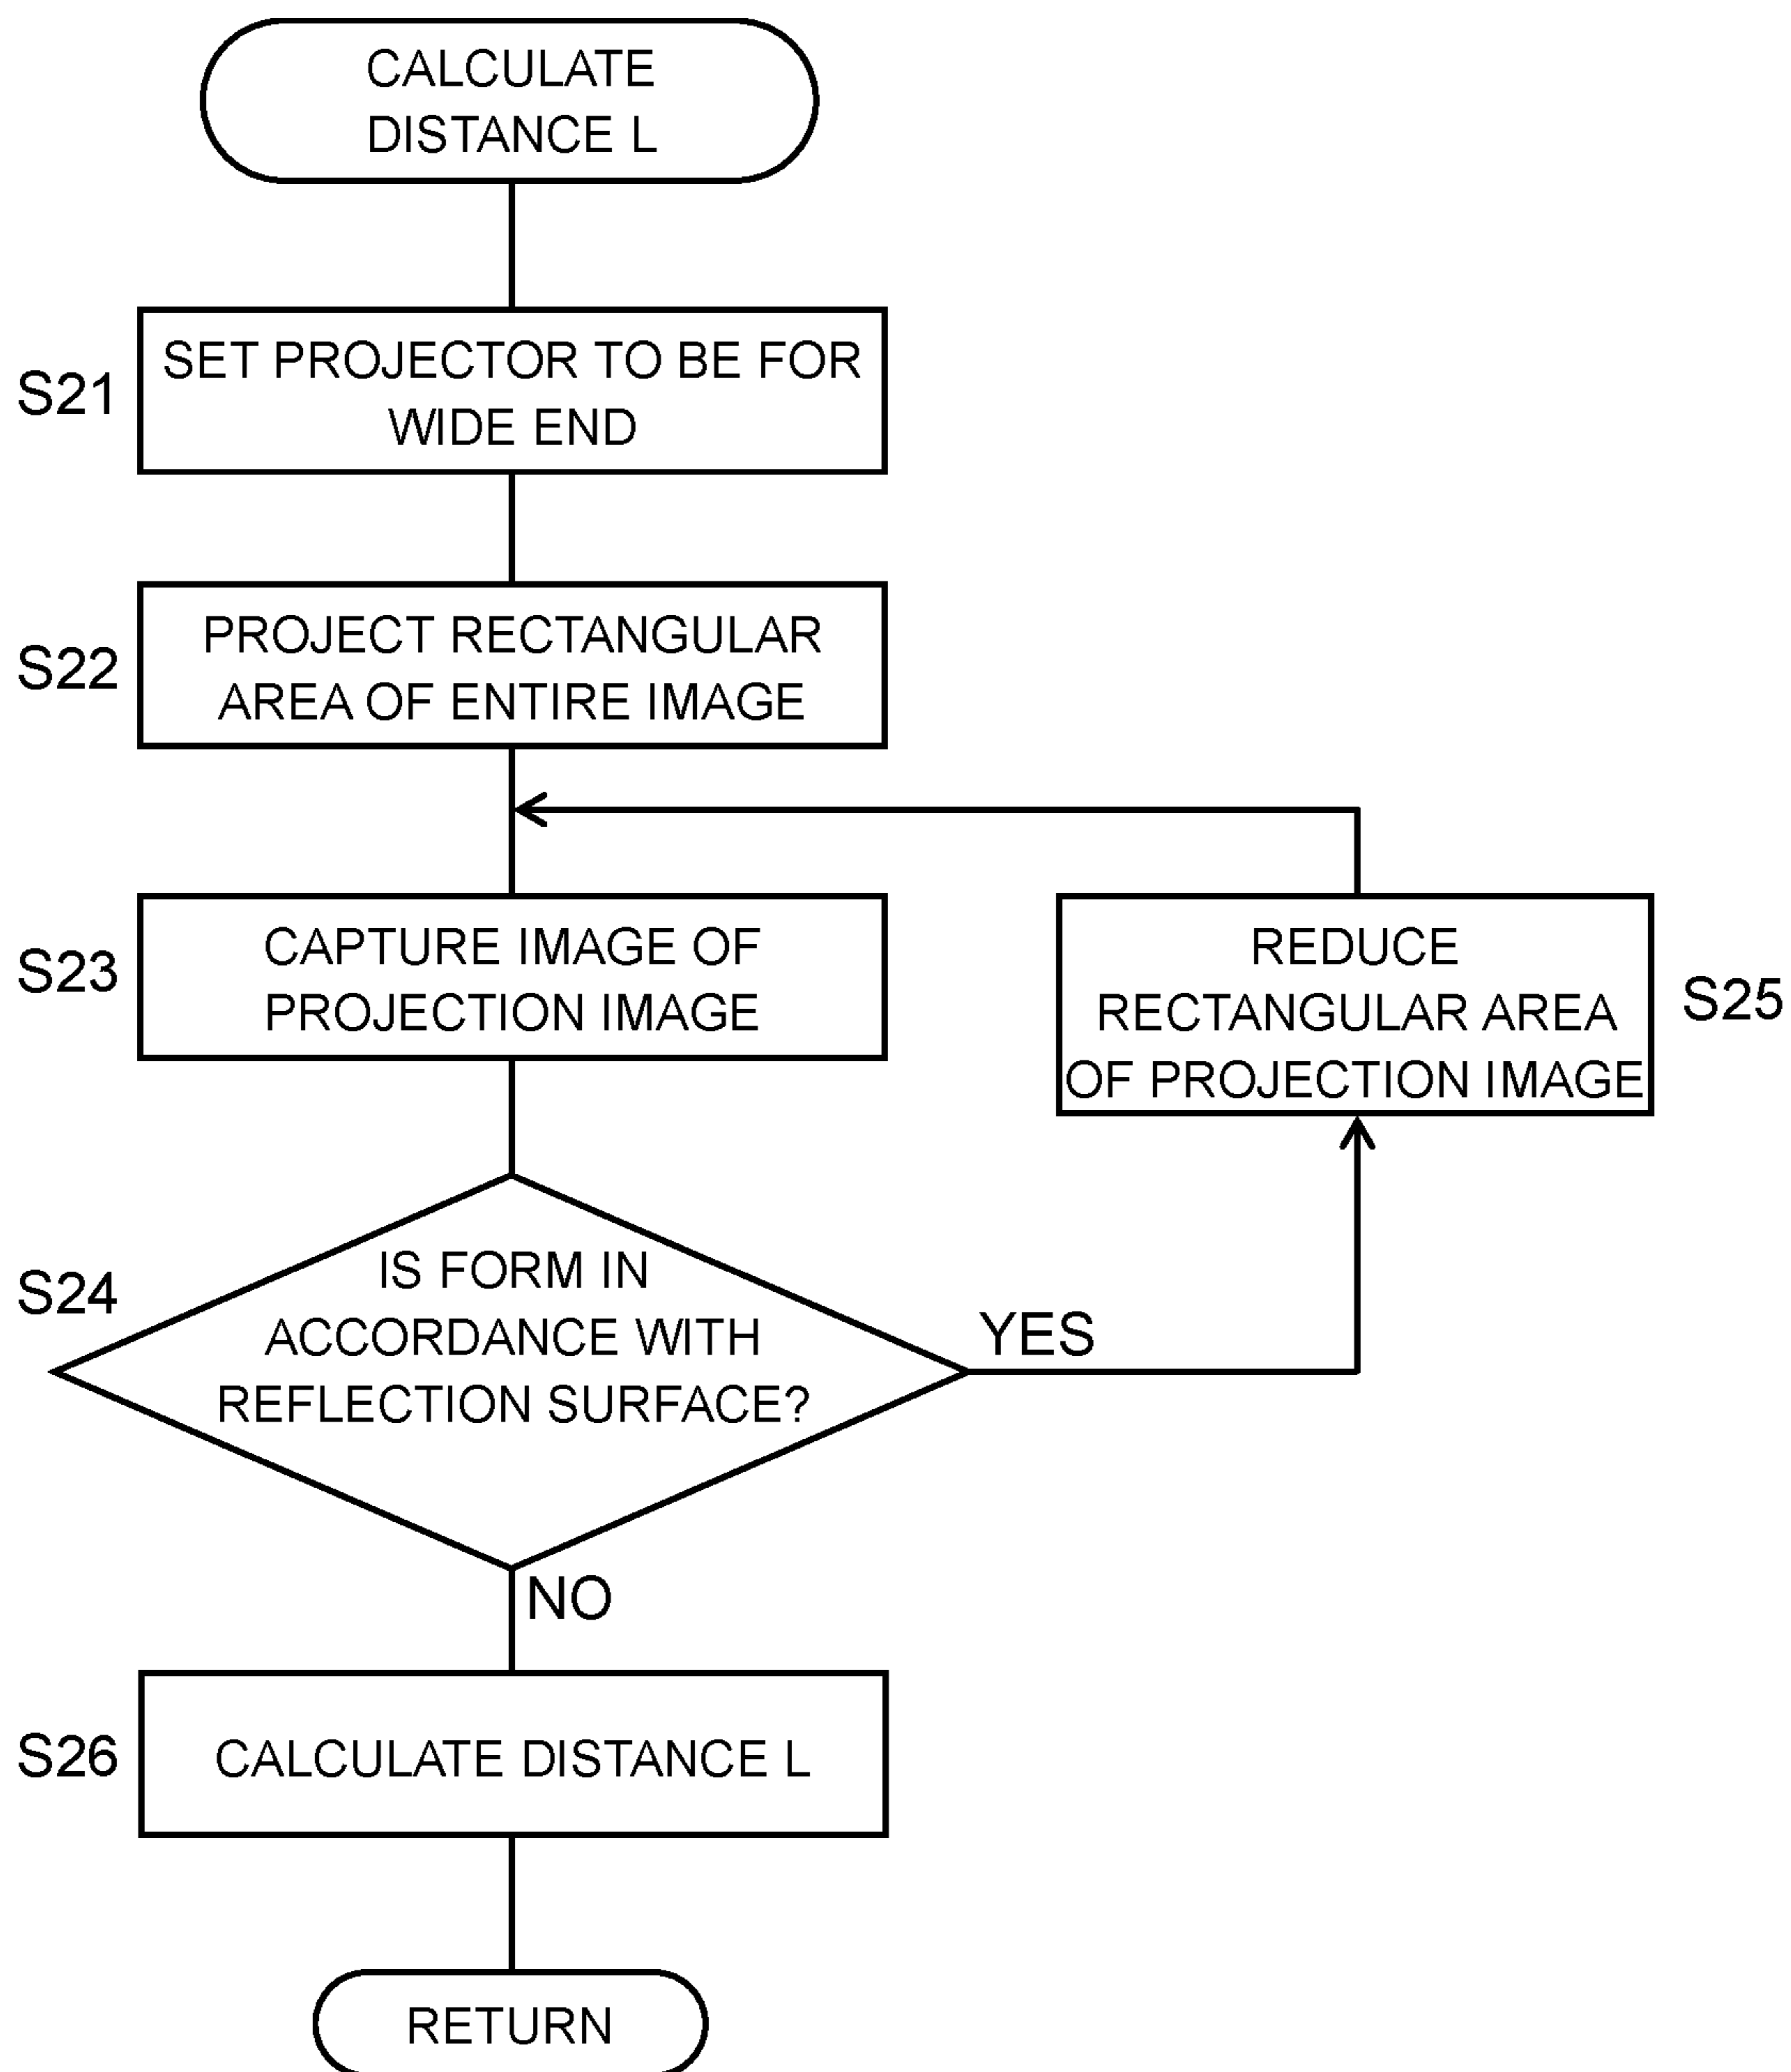 CALCULATE
DISTANCE L
S21
SET PROJECTOR TO BE FOR
WIDE END
S22
PROJECT RECTANGULAR
AREA OF ENTIRE IMAGE
S23
CAPTURE IMAGE OF
PROJECTION IMAGE
REDUCE
RECTANGULAR AREA
OF PROJECTION IMAGE
S25
S24
IS FORM IN
ACCORDANCE WITH
REFLECTION SURFACE?
YES
NO
S26
CALCULATE DISTANCE L
RETURN